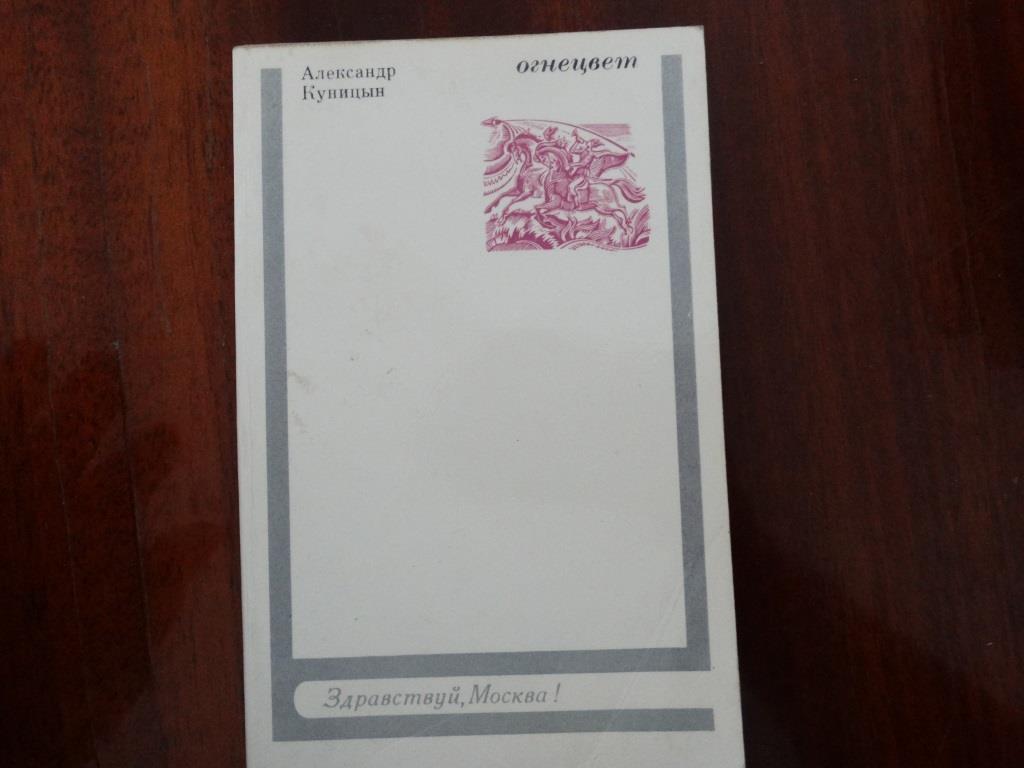 Александр
Куницын
огнецвет
Здравствуй, Москва!